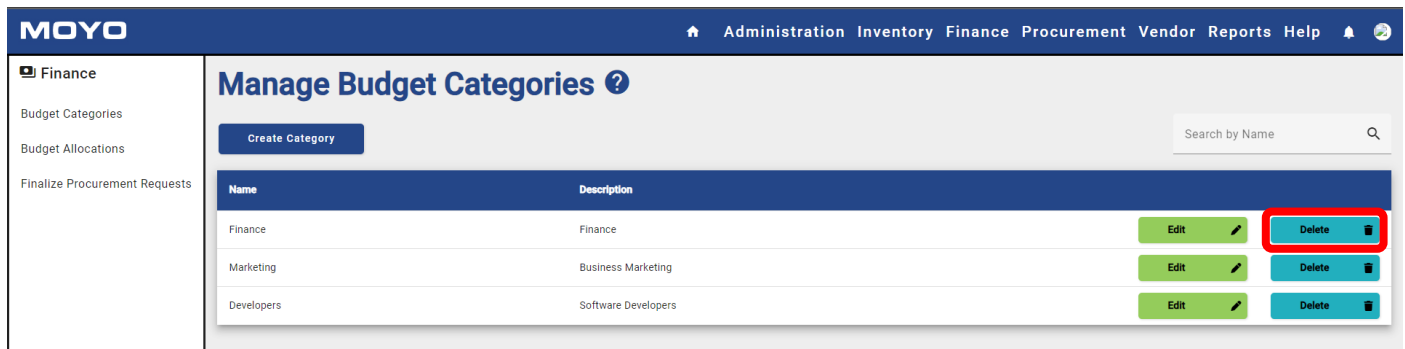 MOYO
Administration Inventory Finance Procurement Vendor Reports Help
Finance
Budget Categories
Budget Allocations
Finalize Procurement Requests
Manage Budget Categories ?
Create Category
Search by Name
Name Description
Finance Finance Edit Delete
Marketing Business Marketing Edit Delete
Developers Software Developers Edit Delete